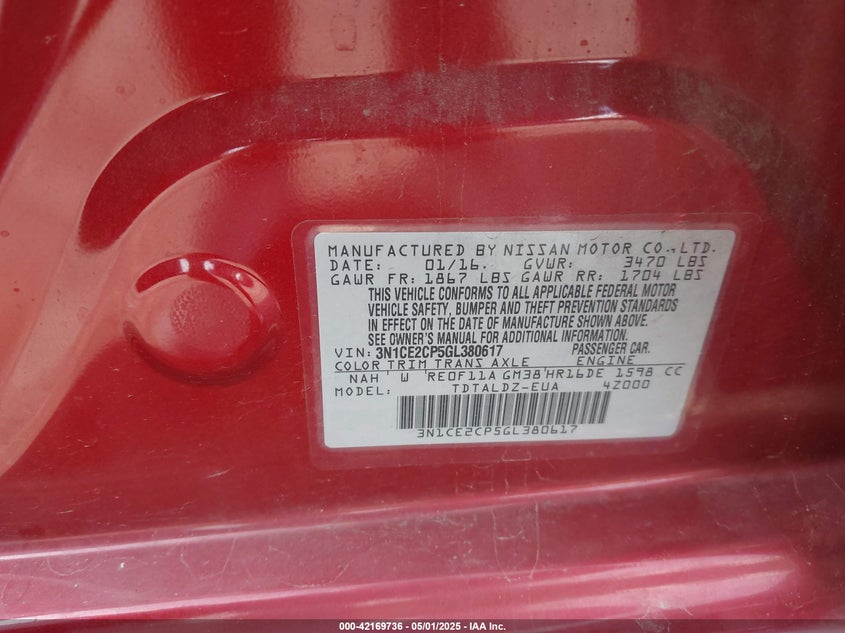 MANUFACTURED BY NISSAN MOTOR CO.,LTD.
DATE: 01/16. GVWR: 3470 LBS
GAWR FR: 1867 LBS GAWR RR: 1704 LBS
THIS VEHICLE CONFORMS TO ALL APPLICABLE FEDERAL MOTOR
VEHICLE SAFETY, BUMPER AND THEFT PREVENTION STANDARDS
IN EFFECT ON THE DATE OF MANUFACTURE SHOWN ABOVE.
SEE OWNER'S MANUAL FOR ADDITIONAL INFORMATION.
VIN: 3N1CE2CP5GL380617 PASSENGER CAR.
COLOR TRIM TRANS AXLE ENGINE
NAH W RE0F11A GM38 HR16DE 1598 CC
MODEL: TDTALDZ-EUA 4Z000
3N1CE2CP5GL380617
000-42169736 - 05/01/2025 - IAA Inc.